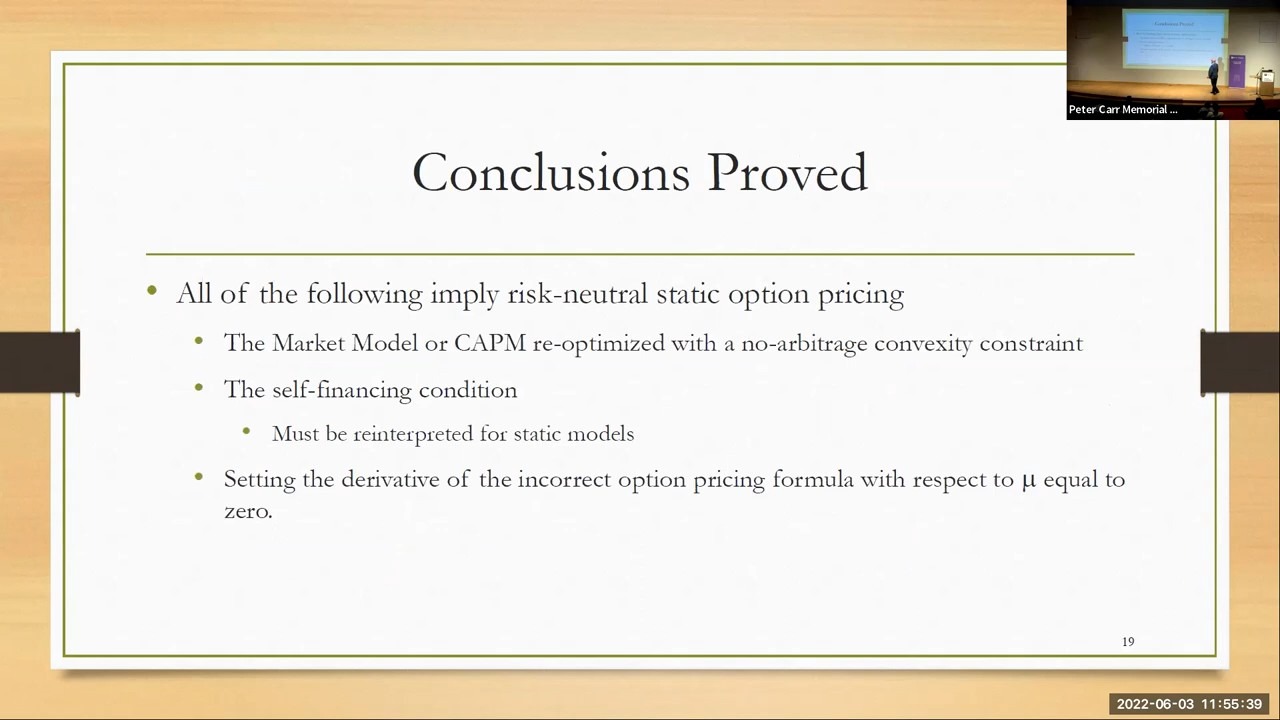 Peter Carr Memorial ...
Conclusions Proved
• All of the following imply risk-neutral static option pricing
• The Market Model or CAPM re-optimized with a no-arbitrage convexity constraint
• The self-financing condition
• Must be reinterpreted for static models
• Setting the derivative of the incorrect option pricing formula with respect to μ equal to
zero.
19
2022-06-03 11:55:39